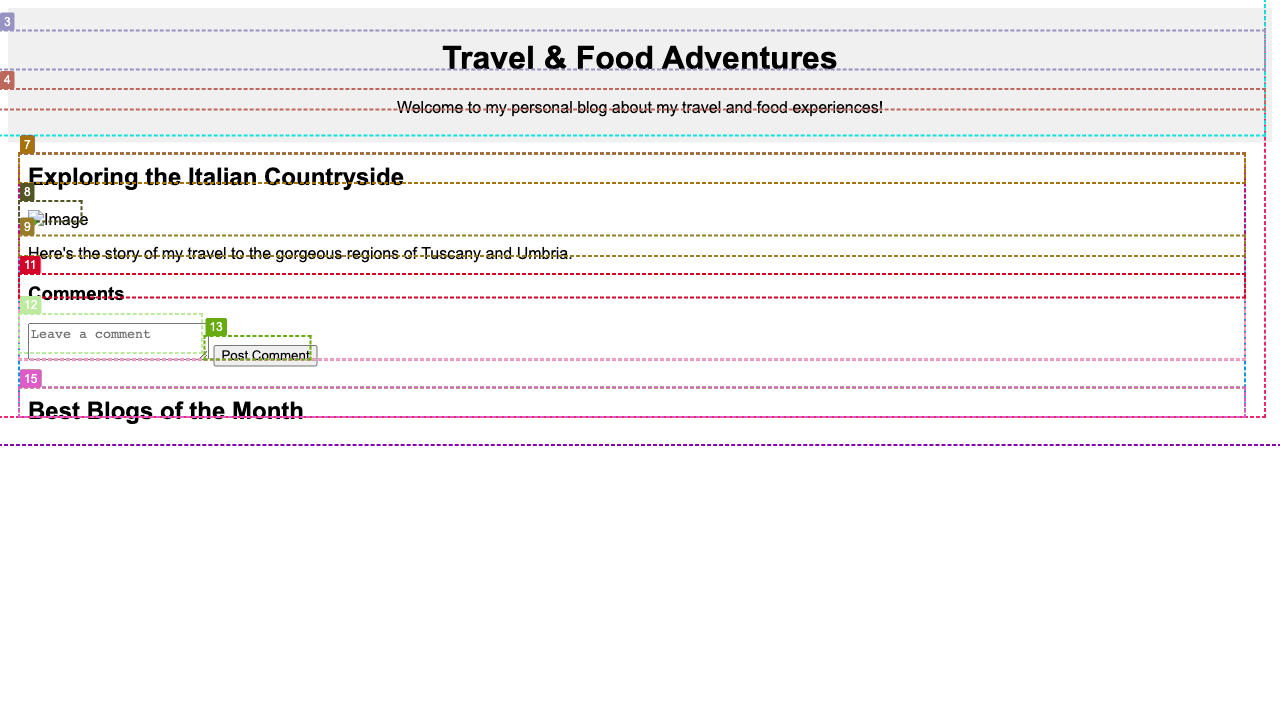 3
Travel & Food Adventures
4
Welcome to my personal blog about my travel and food experiences!
7
Exploring the Italian Countryside
8
Image
9
Here's the story of my travel to the gorgeous regions of Tuscany and Umbria.
11
Comments
12
Leave a comment
13
Post Comment
15
Best Blogs of the Month